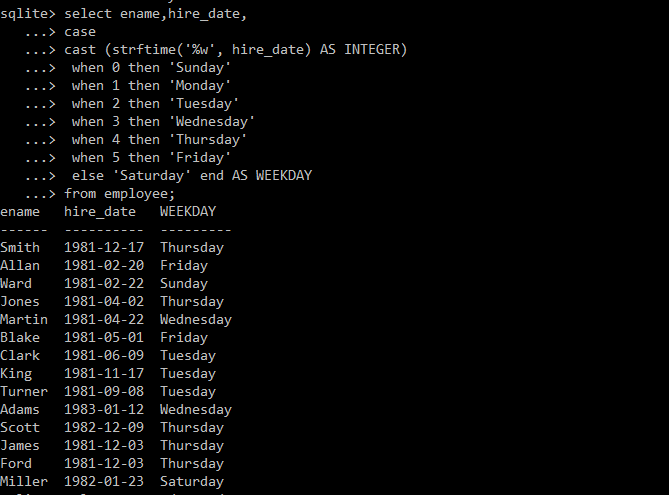 sqlite> select ename,hire_date,
   ...> case
   ...> cast (strftime('%w', hire_date) AS INTEGER)
   ...>  when 0 then 'Sunday'
   ...>  when 1 then 'Monday'
   ...>  when 2 then 'Tuesday'
   ...>  when 3 then 'Wednesday'
   ...>  when 4 then 'Thursday'
   ...>  when 5 then 'Friday'
   ...>  else 'Saturday' end AS WEEKDAY
   ...> from employee;
ename   hire_date   WEEKDAY
------  ----------  ---------
Smith   1981-12-17  Thursday
Allan   1981-02-20  Friday
Ward    1981-02-22  Sunday
Jones   1981-04-02  Thursday
Martin  1981-04-22  Wednesday
Blake   1981-05-01  Friday
Clark   1981-06-09  Tuesday
King    1981-11-17  Tuesday
Turner  1981-09-08  Tuesday
Adams   1983-01-12  Wednesday
Scott   1982-12-09  Thursday
James   1981-12-03  Thursday
Ford    1981-12-03  Thursday
Miller  1982-01-23  Saturday